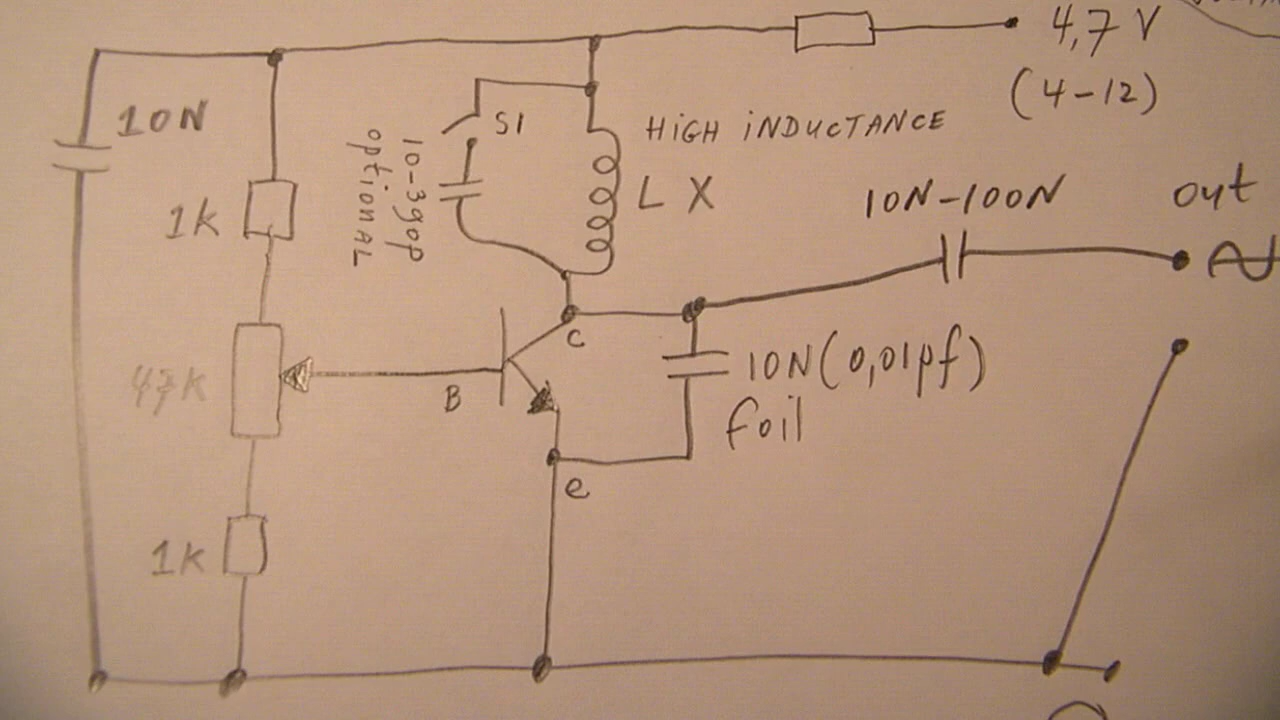 4,7 V
(4-12)
10N
S1
HIGH INDUCTANCE
10-390p
optionAL
1k
L X
10N-100N
out
c
47K
B
10N(0,01µf)
foil
e
1k